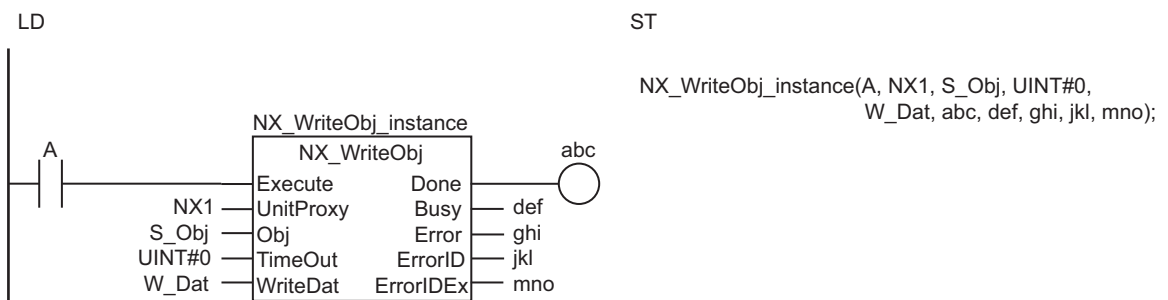 LD
ST
NX_WriteObj_instance(A, NX1, S_Obj, UINT#0,
W_Dat, abc, def, ghi, jkl, mno);
NX_WriteObj_instance
A
NX_WriteObj
abc
Execute Done
NX1 UnitProxy Busy def
S_Obj Obj Error ghi
UINT#0 TimeOut ErrorID jkl
W_Dat WriteDat ErrorIDEx mno